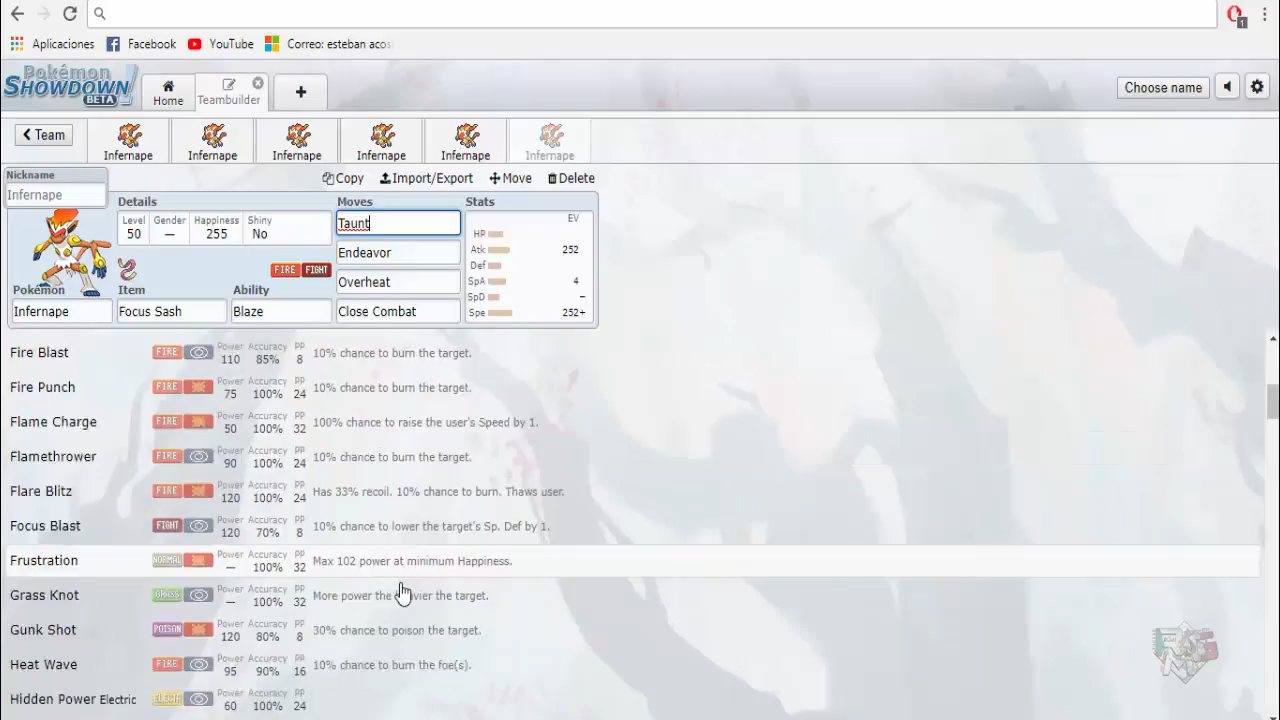 Aplicaciones Facebook YouTube Correo: esteban acos
1
Pokémon
SHOWDOWN
BETA
Home
Teambuilder
+
Choose name
Team
Infernape Infernape Infernape Infernape Infernape Infernape
Nickname
Infernape
Copy Import/Export Move Delete
Details
Level Gender Happiness Shiny
50 — 255 No
FIRE FIGHT
Pokémon Item Ability
Infernape Focus Sash Blaze
Moves
Taunt
Endeavor
Overheat
Close Combat
Stats
EV
HP
Atk 252
Def
SpA 4
SpD –
Spe 252+
Fire Blast FIRE Power 110 Accuracy 85% PP 8 10% chance to burn the target.
Fire Punch FIRE Power 75 Accuracy 100% PP 24 10% chance to burn the target.
Flame Charge FIRE Power 50 Accuracy 100% PP 32 100% chance to raise the user's Speed by 1.
Flamethrower FIRE Power 90 Accuracy 100% PP 24 10% chance to burn the target.
Flare Blitz FIRE Power 120 Accuracy 100% PP 24 Has 33% recoil. 10% chance to burn. Thaws user.
Focus Blast FIGHT Power 120 Accuracy 70% PP 8 10% chance to lower the target's Sp. Def by 1.
Frustration NORMAL Power — Accuracy 100% PP 32 Max 102 power at minimum Happiness.
Grass Knot GRASS Power — Accuracy 100% PP 32 More power the vier the target.
Gunk Shot POISON Power 120 Accuracy 80% PP 8 30% chance to poison the target.
Heat Wave FIRE Power 95 Accuracy 90% PP 16 10% chance to burn the foe(s).
Hidden Power Electric ELECTR Power 60 Accuracy 100% PP 24